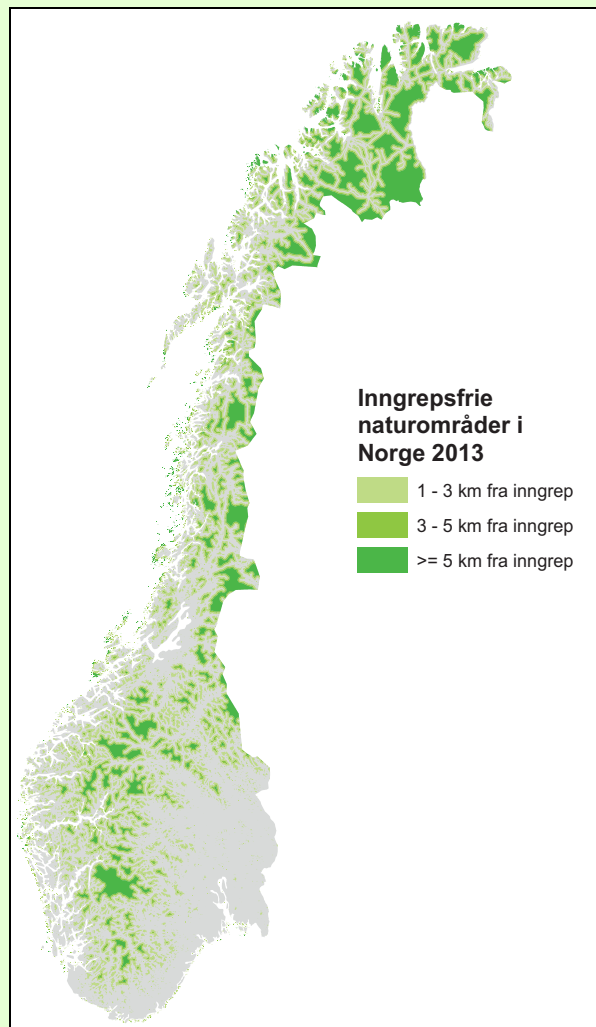 Inngrepsfrie
naturområder i
Norge 2013
1 - 3 km fra inngrep
3 - 5 km fra inngrep
>= 5 km fra inngrep